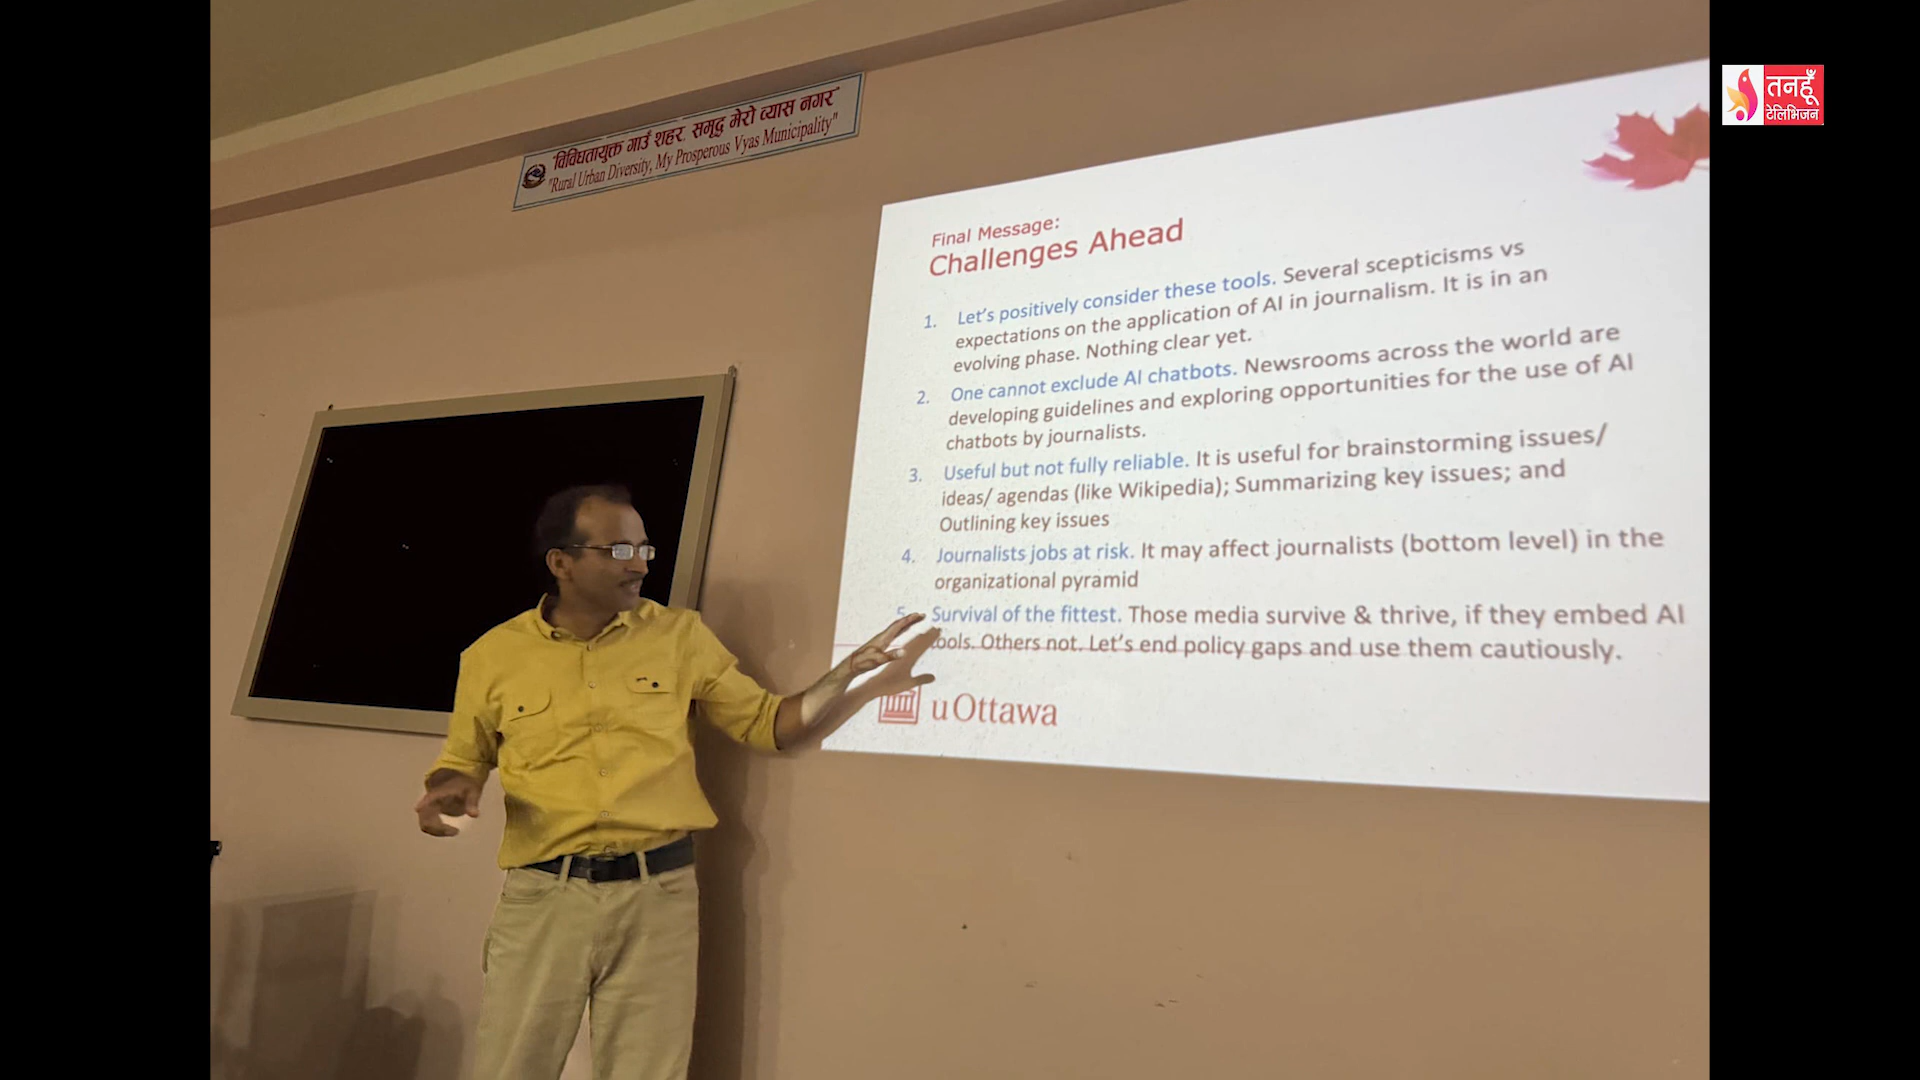 विविधतायुक्त गाउँ शहर, समृद्ध मेरो व्यास नगर"
"Rural Urban Diversity, My Prosperous Vyas Municipality"
तनहुँ
टेलिभिजन
Final Message:
Challenges Ahead
1. Let's positively consider these tools. Several scepticisms vs
expectations on the application of AI in journalism. It is in an
evolving phase. Nothing clear yet.
2. One cannot exclude AI chatbots. Newsrooms across the world are
developing guidelines and exploring opportunities for the use of AI
chatbots by journalists.
3. Useful but not fully reliable. It is useful for brainstorming issues/
ideas/ agendas (like Wikipedia); Summarizing key issues; and
Outlining key issues
4. Journalists jobs at risk. It may affect journalists (bottom level) in the
organizational pyramid
5. Survival of the fittest. Those media survive & thrive, if they embed AI
tools. Others not. Let's end policy gaps and use them cautiously.
uOttawa